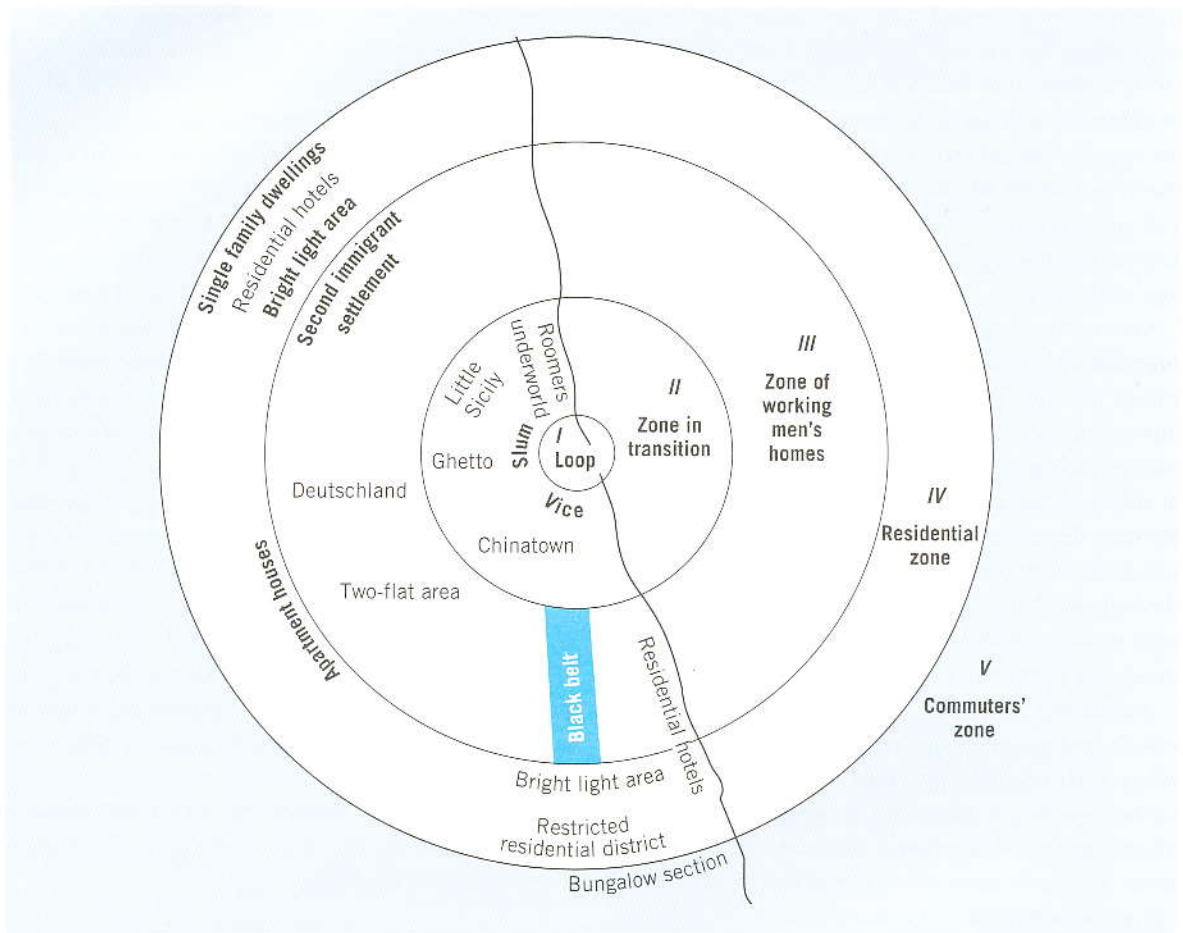 Single family dwellings
Residential hotels
Bright light area
Second immigrant
settlement
Roomers
underworld
Little
Sicily
Slum
Ghetto
I
Loop
Vice
Chinatown
II
Zone in
transition
III
Zone of
working
men's
homes
Deutschland
Two-flat area
Apartment houses
Black belt
Residential hotels
IV
Residential
zone
V
Commuters'
zone
Bright light area
Restricted
residential district
Bungalow section